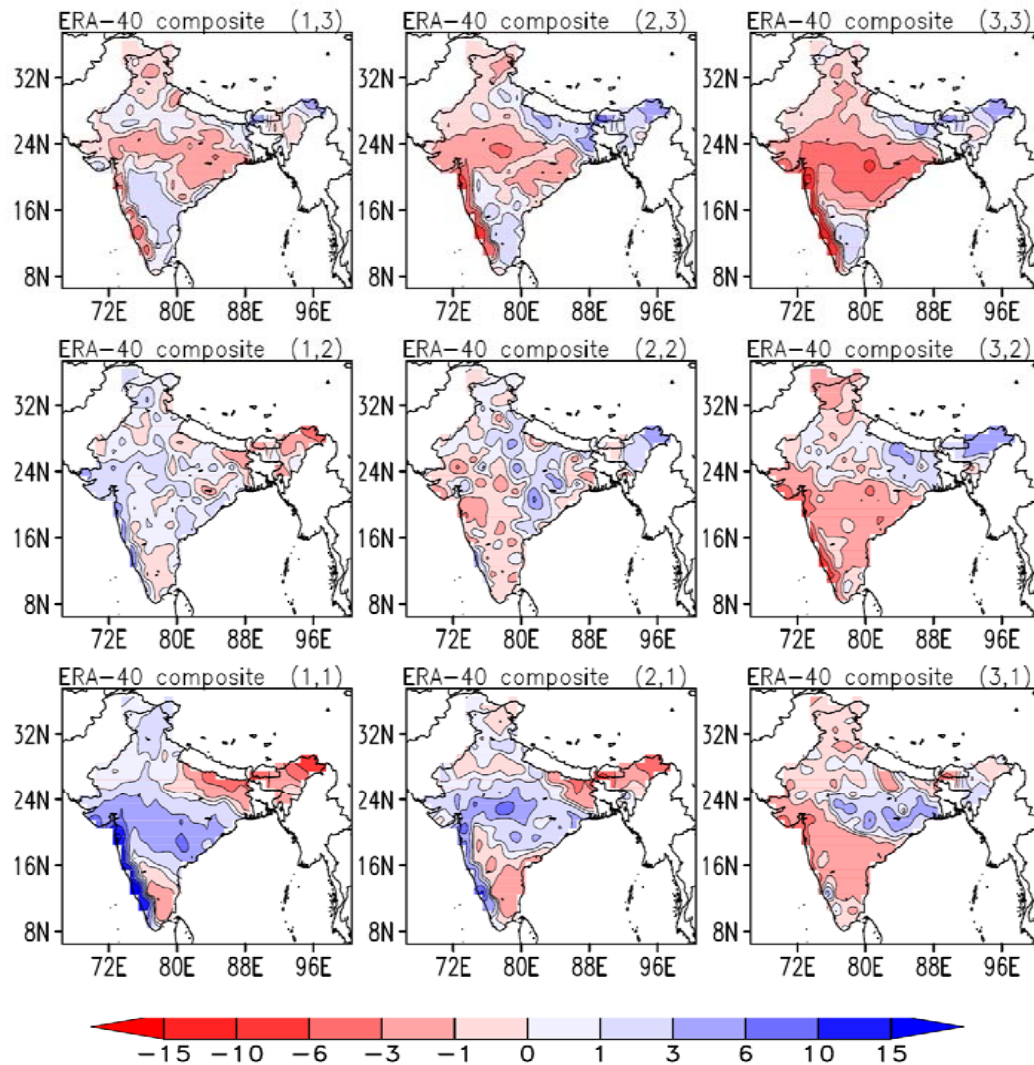 ERA-40 composite (1,3) ERA-40 composite (2,3) ERA-40 composite (3,3)
32N 32N 32N
24N 24N 24N
16N 16N 16N
8N 8N 8N
72E 80E 88E 96E 72E 80E 88E 96E 72E 80E 88E 96E
ERA-40 composite (1,2) ERA-40 composite (2,2) ERA-40 composite (3,2)
32N 32N 32N
24N 24N 24N
16N 16N 16N
8N 8N 8N
72E 80E 88E 96E 72E 80E 88E 96E 72E 80E 88E 96E
ERA-40 composite (1,1) ERA-40 composite (2,1) ERA-40 composite (3,1)
32N 32N 32N
24N 24N 24N
16N 16N 16N
8N 8N 8N
72E 80E 88E 96E 72E 80E 88E 96E 72E 80E 88E 96E
−15 −10 −6 −3 −1 0 1 3 6 10 15